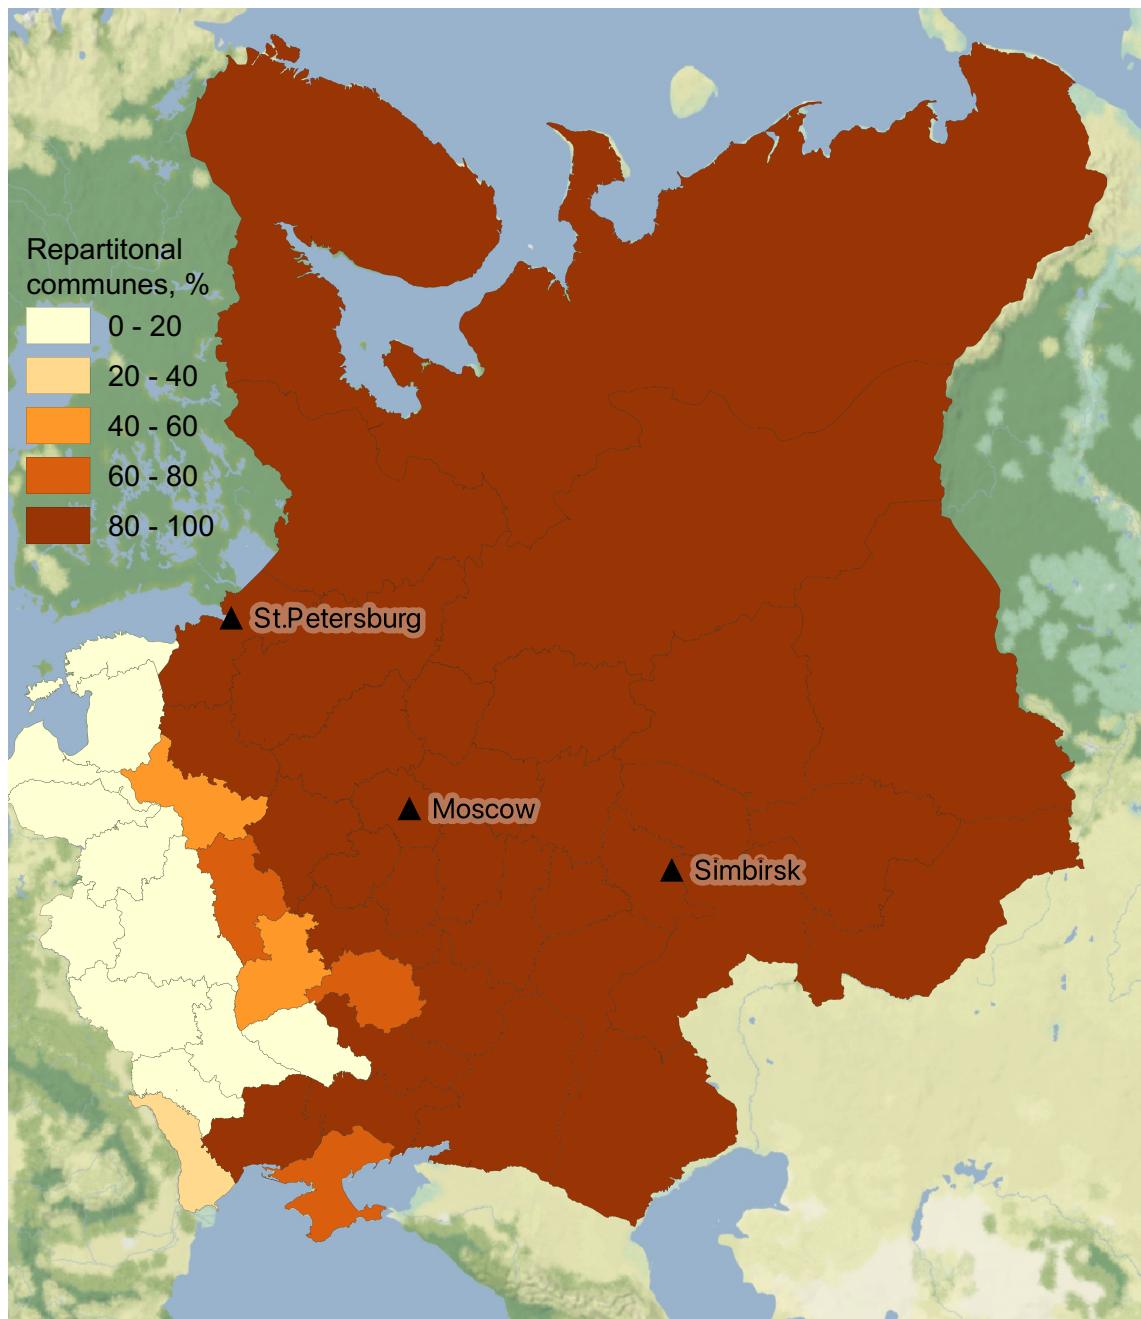 Repartitonal
communes, %
0 - 20
20 - 40
40 - 60
60 - 80
80 - 100
St.Petersburg
Moscow
Simbirsk